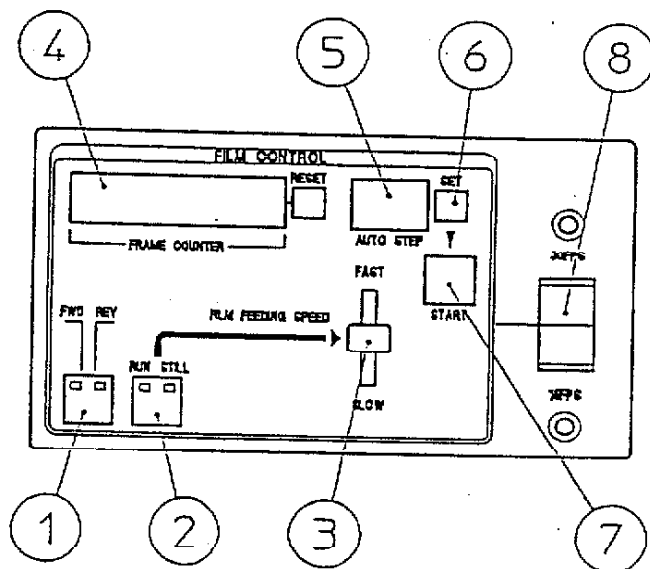 4
5
6
8
FILM CONTROL
RESET
SET
FRAME COUNTER
AUTO STEP
FAST
START
FWD REV
FILM FEEDING SPEED
RUN STILL
SLOW
1
2
3
7